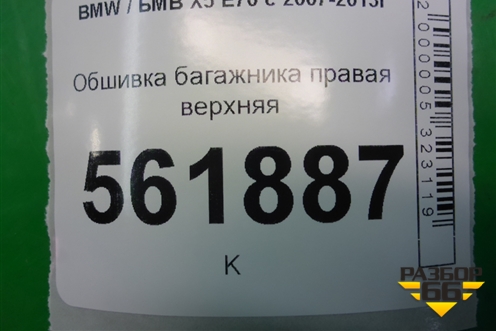 BMW / БМВ X5 E70 с 2007-2013г
Обшивка багажника правая
верхняя
561887
К
2000005323119
РАЗБОР
66